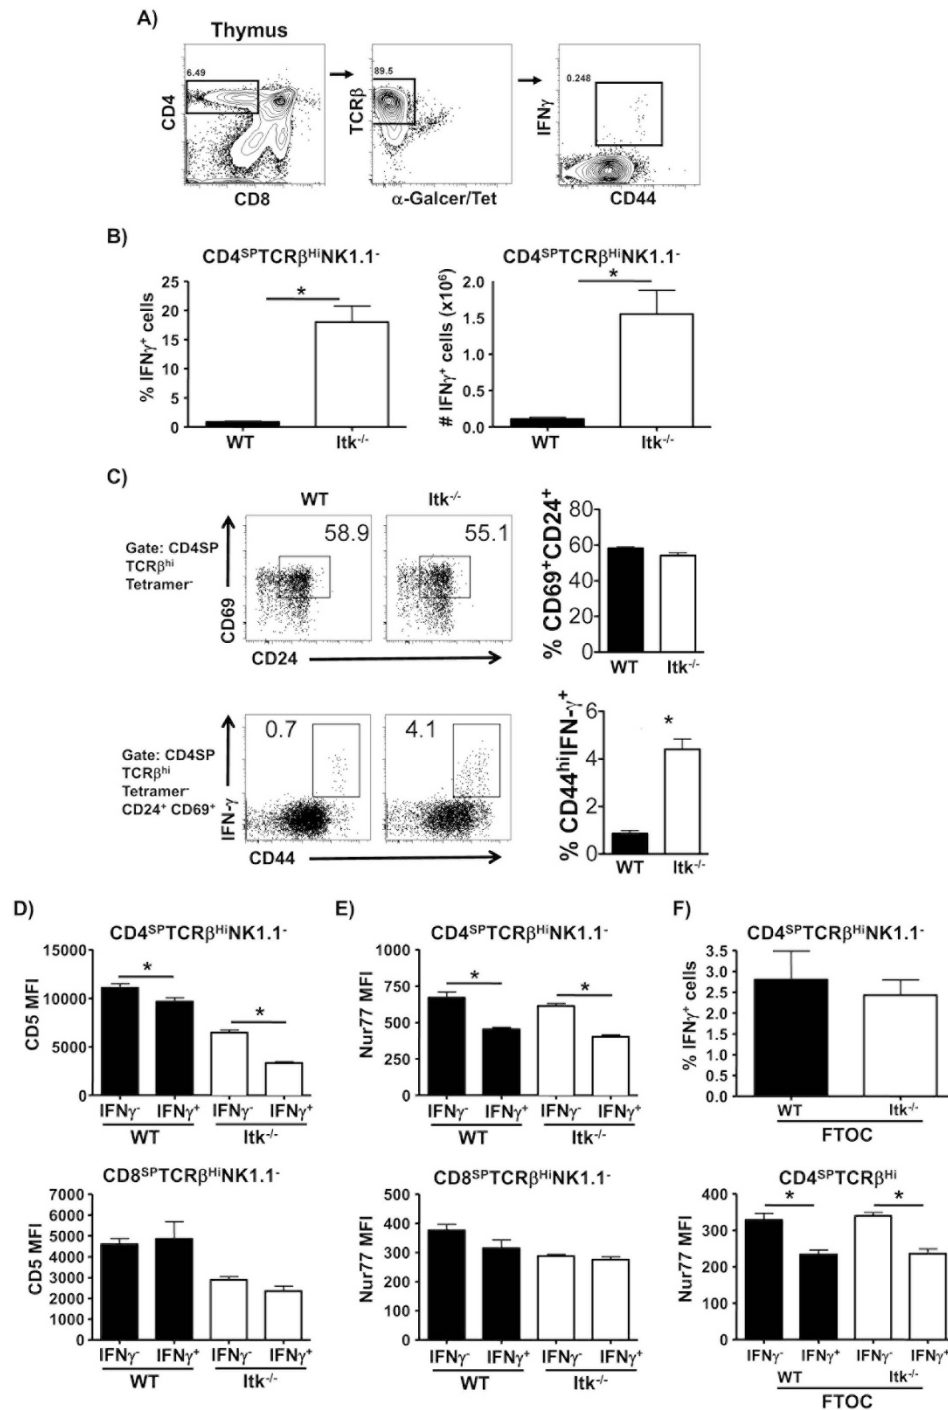 A)
Thymus
6.49
89.5
0.248
CD4
TCRβ
IFNγ
CD8
α-Galcer/Tet
CD44
B)
CD4SPTCRβHiNK1.1-
CD4SPTCRβHiNK1.1-
% IFNγ+ cells
25
20
15
10
5
0
*
WT
Itk-/-
# IFNγ+ cells (x10⁶)
2.0
1.5
1.0
0.5
0.0
*
WT
Itk-/-
C)
WT
Itk-/-
Gate: CD4SP
TCRβhi
Tetramer-
CD69
58.9
55.1
CD24
% CD69+CD24+
80
60
40
20
0
WT
Itk-/-
Gate: CD4SP
TCRβhi
Tetramer-
CD24+ CD69+
IFN-γ
0.7
4.1
CD44
% CD44hiIFN-γ+
6
4
2
0
*
WT
Itk-/-
D)
CD4SPTCRβHiNK1.1-
CD5 MFI
15000
10000
5000
0
*
*
IFNγ- IFNγ+ IFNγ- IFNγ+
WT Itk-/-
CD8SPTCRβHiNK1.1-
CD5 MFI
7000
6000
5000
4000
3000
2000
1000
0
IFNγ- IFNγ+ IFNγ- IFNγ+
WT Itk-/-
E)
CD4SPTCRβHiNK1.1-
Nur77 MFI
1000
750
500
250
0
*
*
IFNγ- IFNγ+ IFNγ- IFNγ+
WT Itk-/-
CD8SPTCRβHiNK1.1-
Nur77 MFI
500
400
300
200
100
0
IFNγ- IFNγ+ IFNγ- IFNγ+
WT Itk-/-
F)
CD4SPTCRβHiNK1.1-
% IFNγ+ cells
3.5
3.0
2.5
2.0
1.5
1.0
0.5
0.0
WT Itk-/-
FTOC
CD4SPTCRβHi
Nur77 MFI
400
300
200
100
0
*
*
IFNγ- IFNγ+ IFNγ- IFNγ+
WT Itk-/-
FTOC